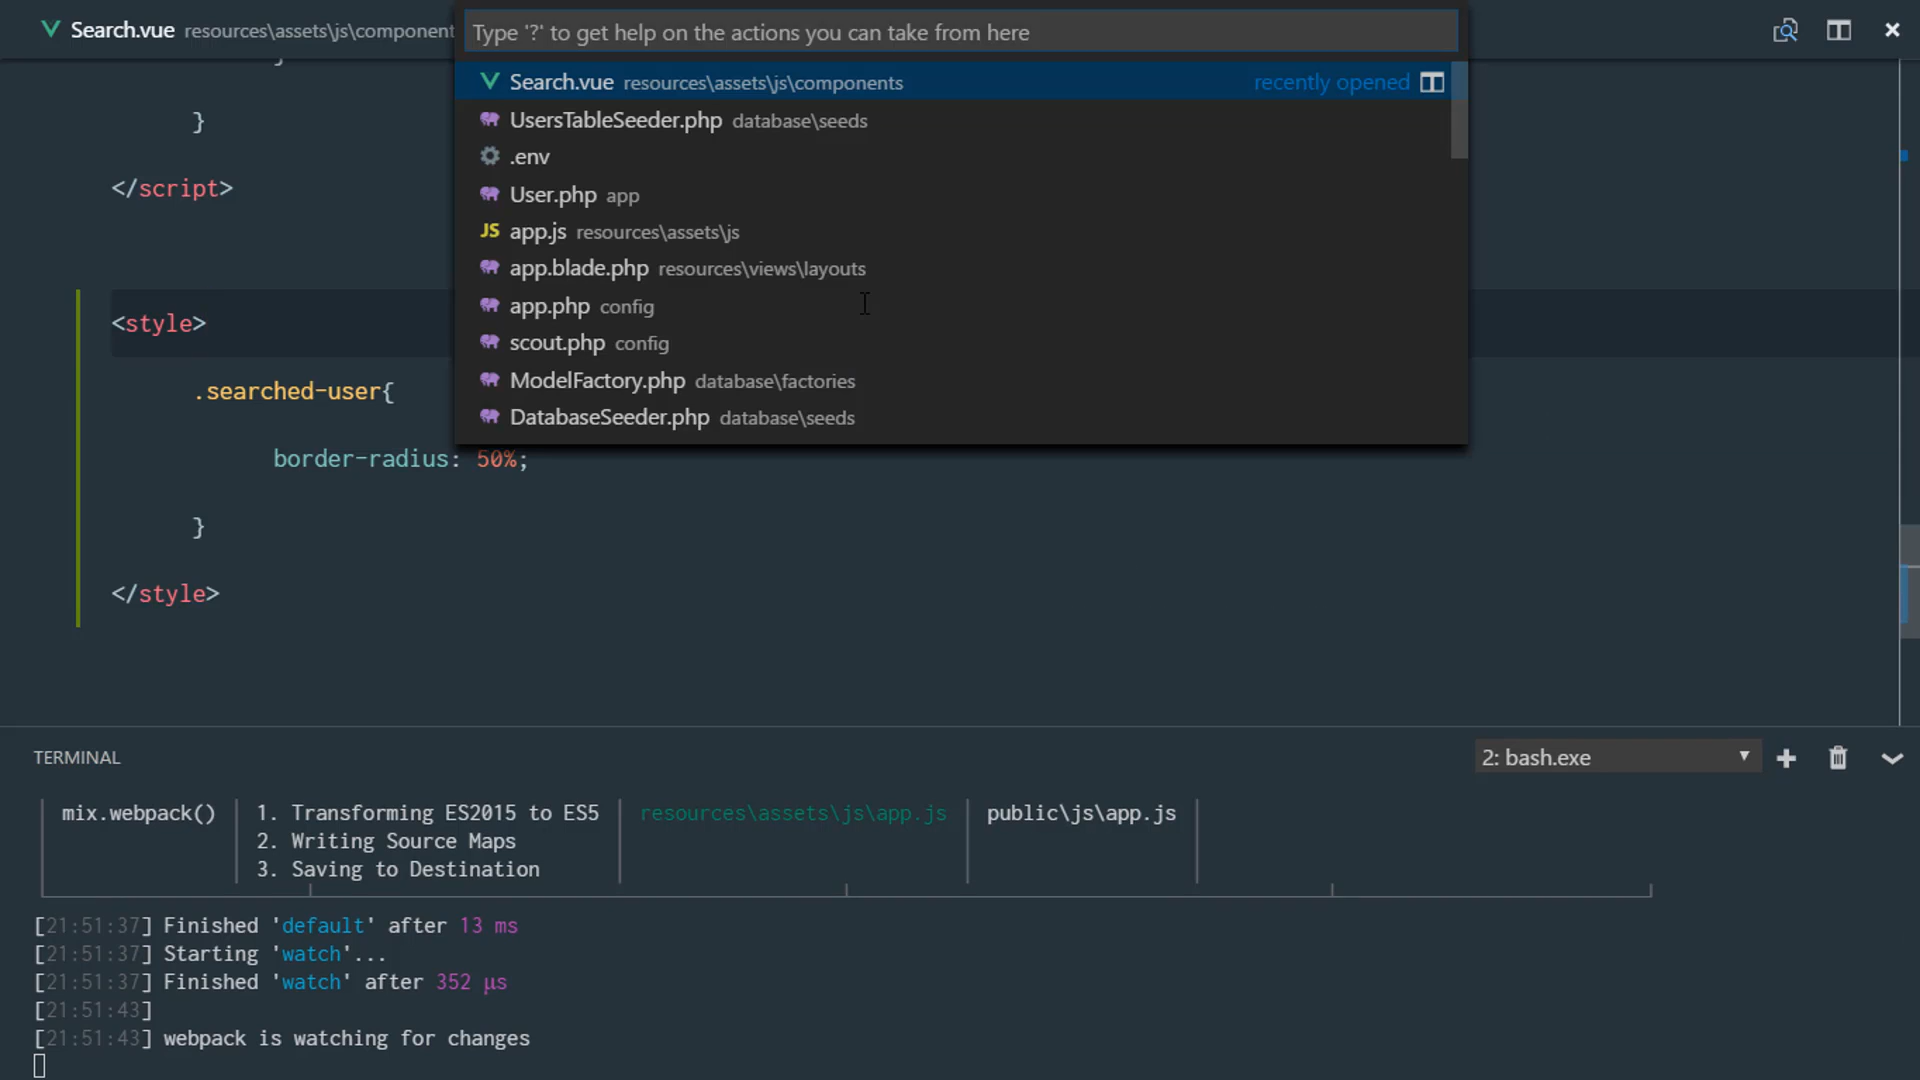 Search.vue resources\assets\js\component
Type '?' to get help on the actions you can take from here
Search.vue resources\assets\js\components recently opened
UsersTableSeeder.php database\seeds
.env
User.php app
JS app.js resources\assets\js
app.blade.php resources\views\layouts
app.php config
scout.php config
ModelFactory.php database\factories
DatabaseSeeder.php database\seeds
}
</script>
<style>
.searched-user{
border-radius: 50%;
}
</style>
TERMINAL 2: bash.exe
mix.webpack() 1. Transforming ES2015 to ES5 resources\assets\js\app.js public\js\app.js
2. Writing Source Maps
3. Saving to Destination
[21:51:37] Finished 'default' after 13 ms
[21:51:37] Starting 'watch'...
[21:51:37] Finished 'watch' after 352 μs
[21:51:43]
[21:51:43] webpack is watching for changes